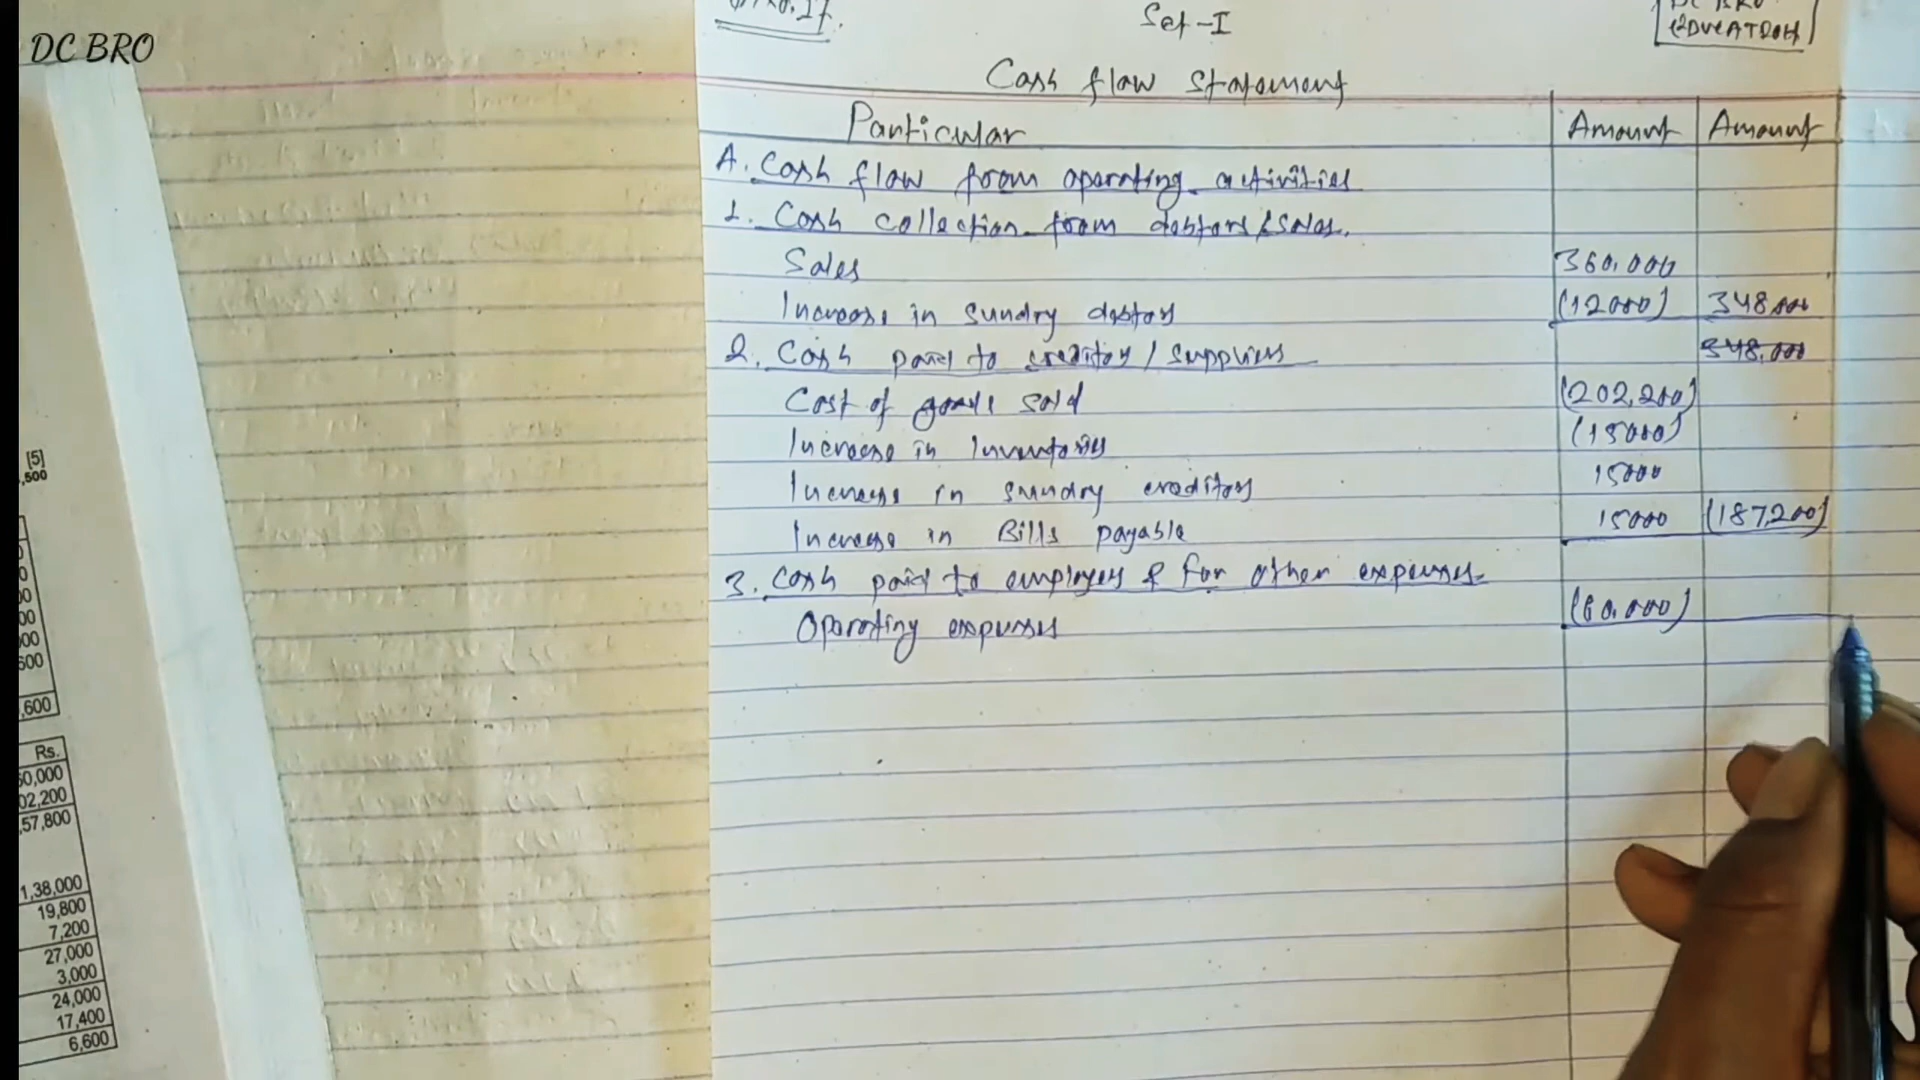 DC BRO
Set-I
EDUCATION
Cash flow Statement
Particular Amount Amount
A. Cash flow from operating activities
1. Cash collection from debtors / Sales.
Sales 360,000
Increase in Sundry debtors (12000) 348000
348,000
2. Cash paid to creditors / suppliers
Cost of goods sold (202,200)
Increase in Inventories (15000)
Increase in sundry creditors 15000
Increase in Bills payable 15000 (187,200)
3. Cash paid to employees & for other expenses.
Operating expenses (60,000)
[5]
,500
600
,600
Rs.
60,000
02,200
,57,800
1,38,000
19,800
7,200
27,000
3,000
24,000
17,400
6,600